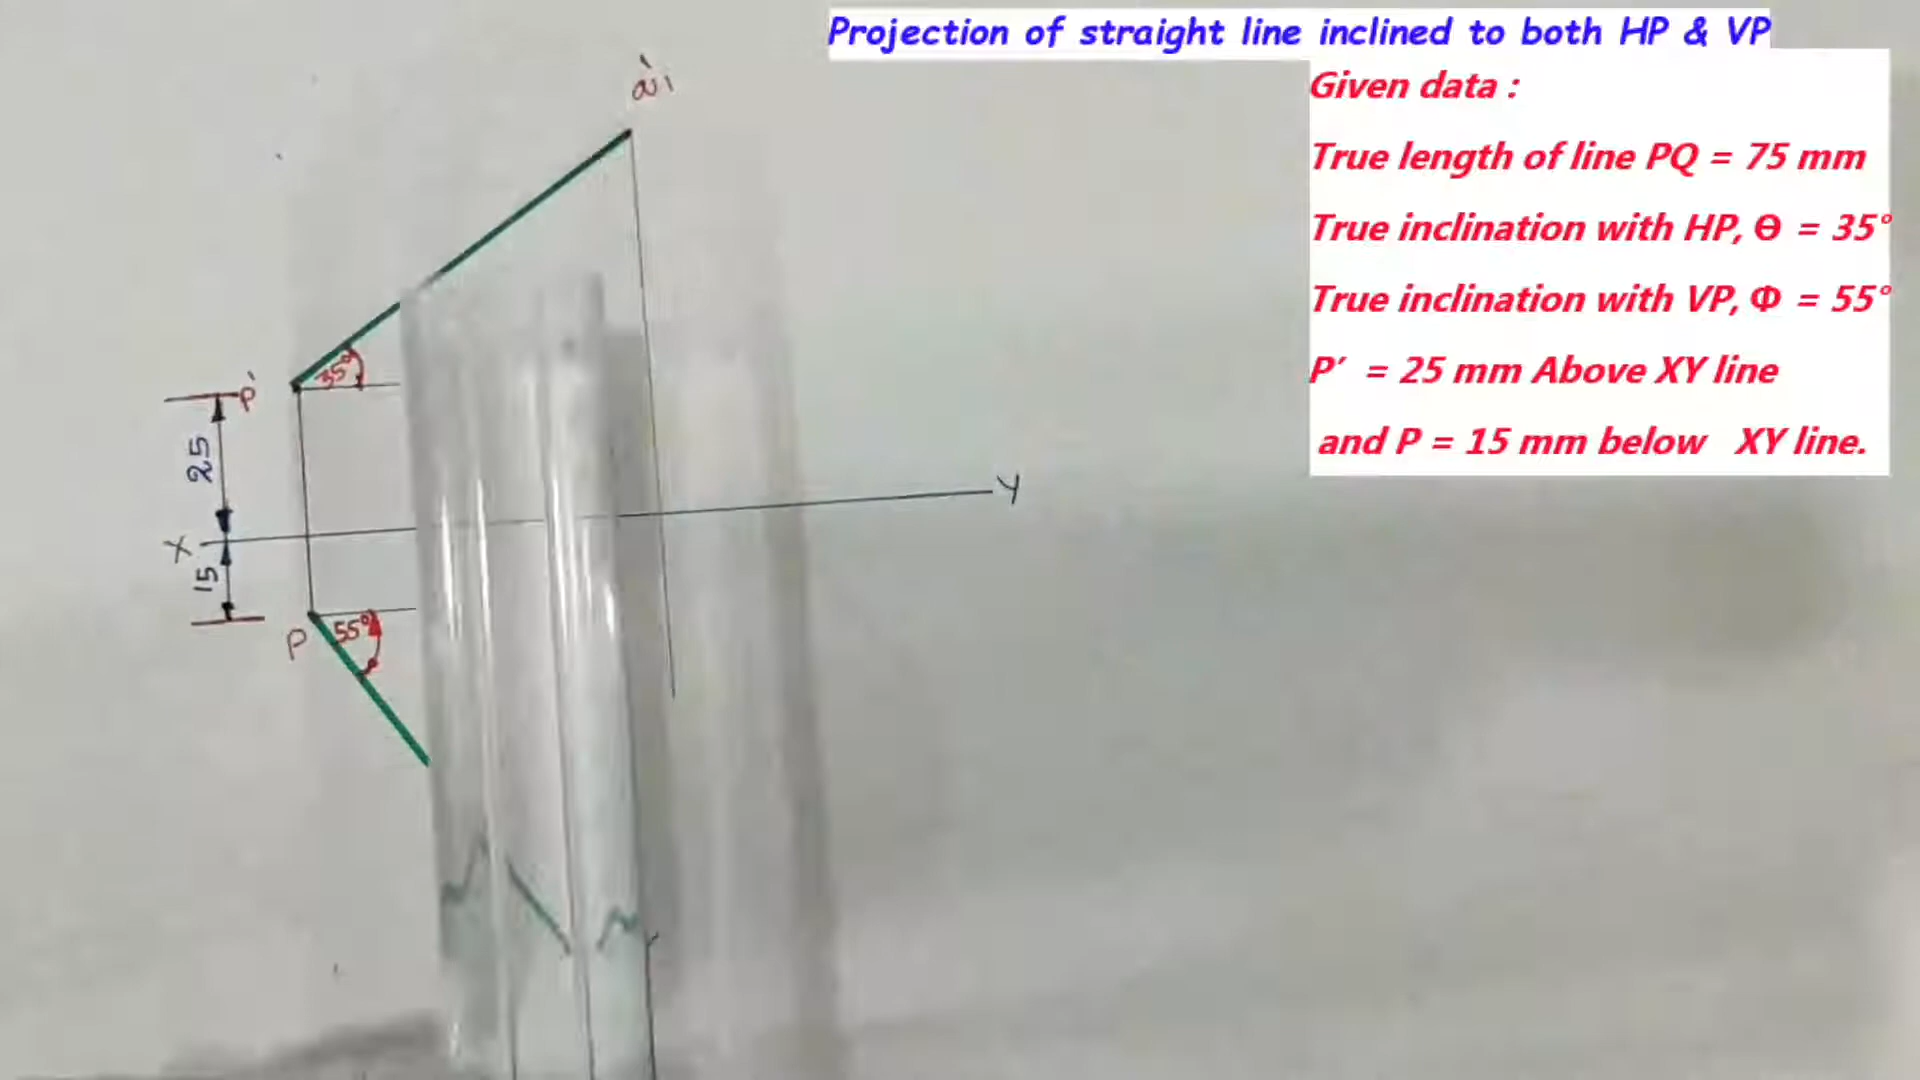 Projection of straight line inclined to both HP & VP
Given data :
True length of line PQ = 75 mm
True inclination with HP, Ө = 35°
True inclination with VP, Φ = 55°
P′ = 25 mm Above XY line
and P = 15 mm below XY line.
35°
P'
25
X
Y
15
P
55°